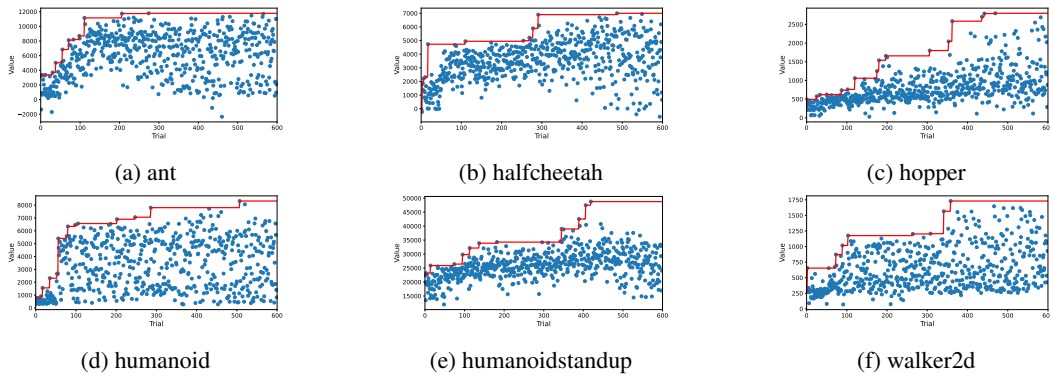 12000
10000
8000
6000
4000
2000
0
−2000
Value
0 100 200 300 400 500 600
Trial
(a) ant
7000
6000
5000
4000
3000
2000
1000
0
Value
0 100 200 300 400 500 600
Trial
(b) halfcheetah
2500
2000
1500
1000
500
0
Value
0 100 200 300 400 500 600
Trial
(c) hopper
8000
7000
6000
5000
4000
3000
2000
1000
0
Value
0 100 200 300 400 500 600
Trial
(d) humanoid
50000
45000
40000
35000
30000
25000
20000
15000
Value
0 100 200 300 400 500 600
Trial
(e) humanoidstandup
1750
1500
1250
1000
750
500
250
0
Value
0 100 200 300 400 500 600
Trial
(f) walker2d